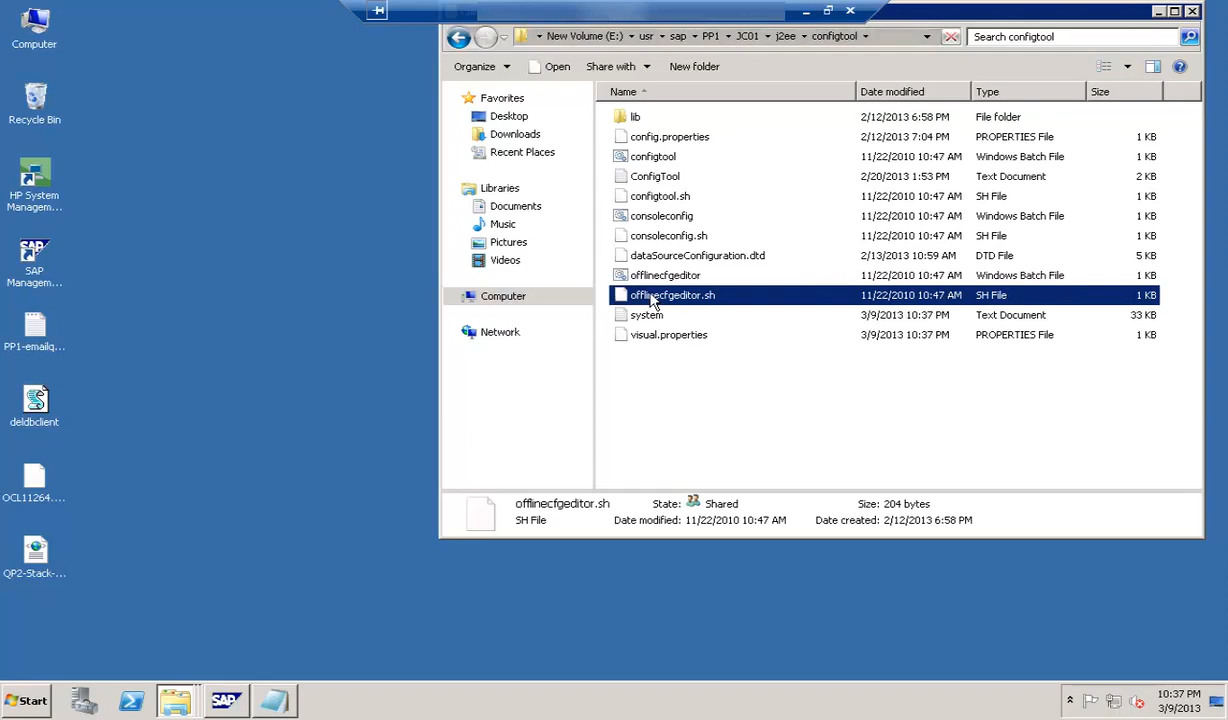 Computer
Recycle Bin
HP System
Managem...
SAP
Managem...
PP1-emailq...
deldbclient
OCL11264....
QP2-Stack-...
New Volume (E:) usr sap PP1 JC01 j2ee configtool
Search configtool
Organize Open Share with New folder
Favorites
Desktop
Downloads
Recent Places
Libraries
Documents
Music
Pictures
Videos
Computer
Network
Name Date modified Type Size
lib 2/12/2013 6:58 PM File folder
config.properties 2/12/2013 7:04 PM PROPERTIES File 1 KB
configtool 11/22/2010 10:47 AM Windows Batch File 1 KB
ConfigTool 2/20/2013 1:53 PM Text Document 2 KB
configtool.sh 11/22/2010 10:47 AM SH File 1 KB
consoleconfig 11/22/2010 10:47 AM Windows Batch File 1 KB
consoleconfig.sh 11/22/2010 10:47 AM SH File 1 KB
dataSourceConfiguration.dtd 2/13/2013 10:59 AM DTD File 5 KB
offlinecfgeditor 11/22/2010 10:47 AM Windows Batch File 1 KB
offlinecfgeditor.sh 11/22/2010 10:47 AM SH File 1 KB
system 3/9/2013 10:37 PM Text Document 33 KB
visual.properties 3/9/2013 10:37 PM PROPERTIES File 1 KB
offlinecfgeditor.sh State: Shared Size: 204 bytes
SH File Date modified: 11/22/2010 10:47 AM Date created: 2/12/2013 6:58 PM
Start
SAP
10:37 PM
3/9/2013